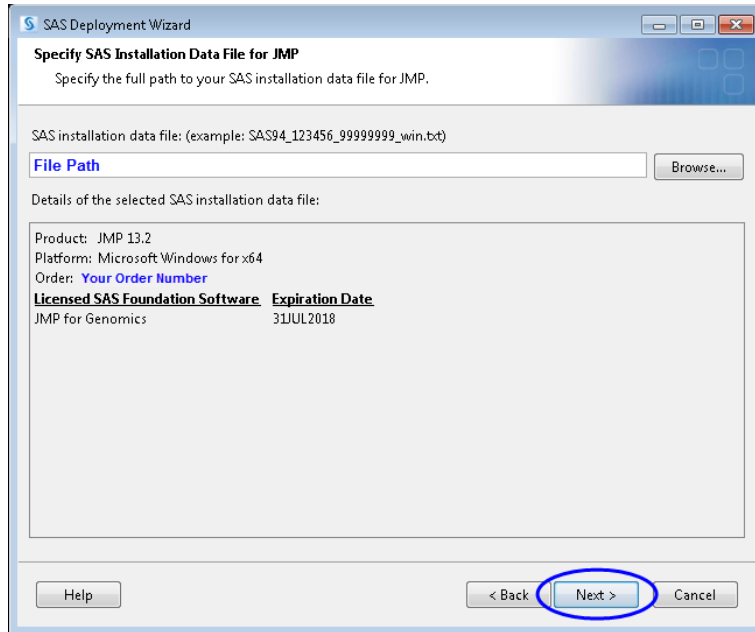 SAS Deployment Wizard
Specify SAS Installation Data File for JMP
Specify the full path to your SAS installation data file for JMP.
SAS installation data file: (example: SAS94_123456_99999999_win.txt)
File Path
Browse...
Details of the selected SAS installation data file:
Product: JMP 13.2
Platform: Microsoft Windows for x64
Order: Your Order Number
Licensed SAS Foundation Software Expiration Date
JMP for Genomics 31JUL2018
Help < Back Next > Cancel